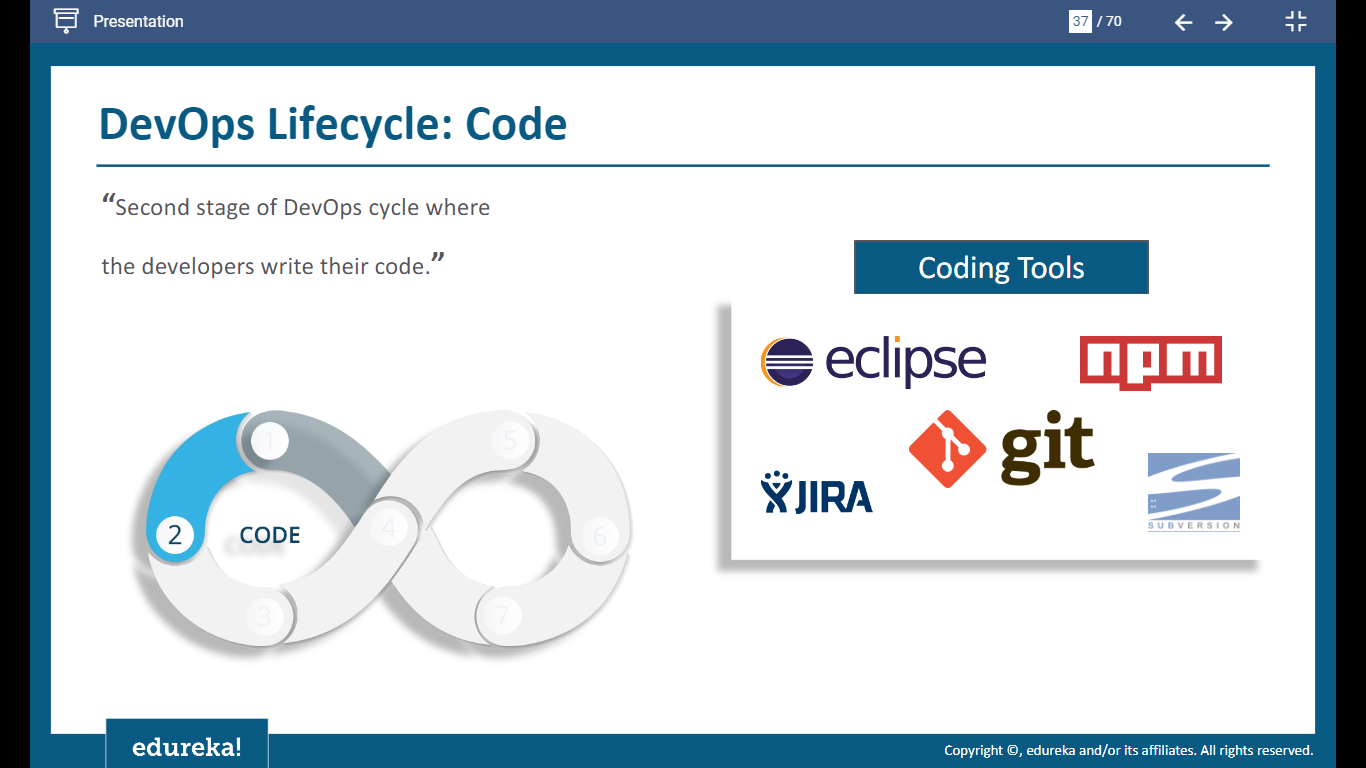 Presentation
37 / 70
DevOps Lifecycle: Code
“Second stage of DevOps cycle where
the developers write their code.”
Coding Tools
eclipse
npm
git
JIRA
SUBVERSION
1
2
CODE
3
4
5
6
7
edureka!
Copyright ©, edureka and/or its affiliates. All rights reserved.